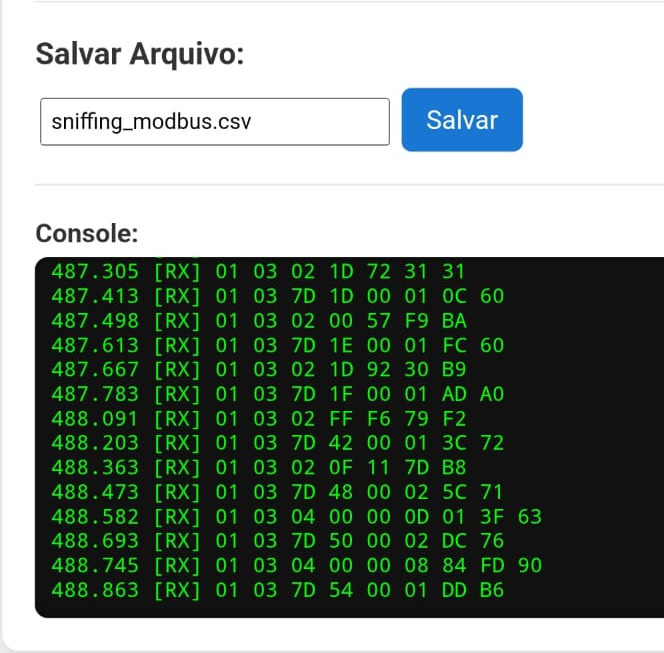 Salvar Arquivo:
sniffing_modbus.csv
Salvar
Console:
487.305 [RX] 01 03 02 1D 72 31 31
487.413 [RX] 01 03 7D 1D 00 01 0C 60
487.498 [RX] 01 03 02 00 57 F9 BA
487.613 [RX] 01 03 7D 1E 00 01 FC 60
487.667 [RX] 01 03 02 1D 92 30 B9
487.783 [RX] 01 03 7D 1F 00 01 AD A0
488.091 [RX] 01 03 02 FF F6 79 F2
488.203 [RX] 01 03 7D 42 00 01 3C 72
488.363 [RX] 01 03 02 0F 11 7D B8
488.473 [RX] 01 03 7D 48 00 02 5C 71
488.582 [RX] 01 03 04 00 00 0D 01 3F 63
488.693 [RX] 01 03 7D 50 00 02 DC 76
488.745 [RX] 01 03 04 00 00 08 84 FD 90
488.863 [RX] 01 03 7D 54 00 01 DD B6